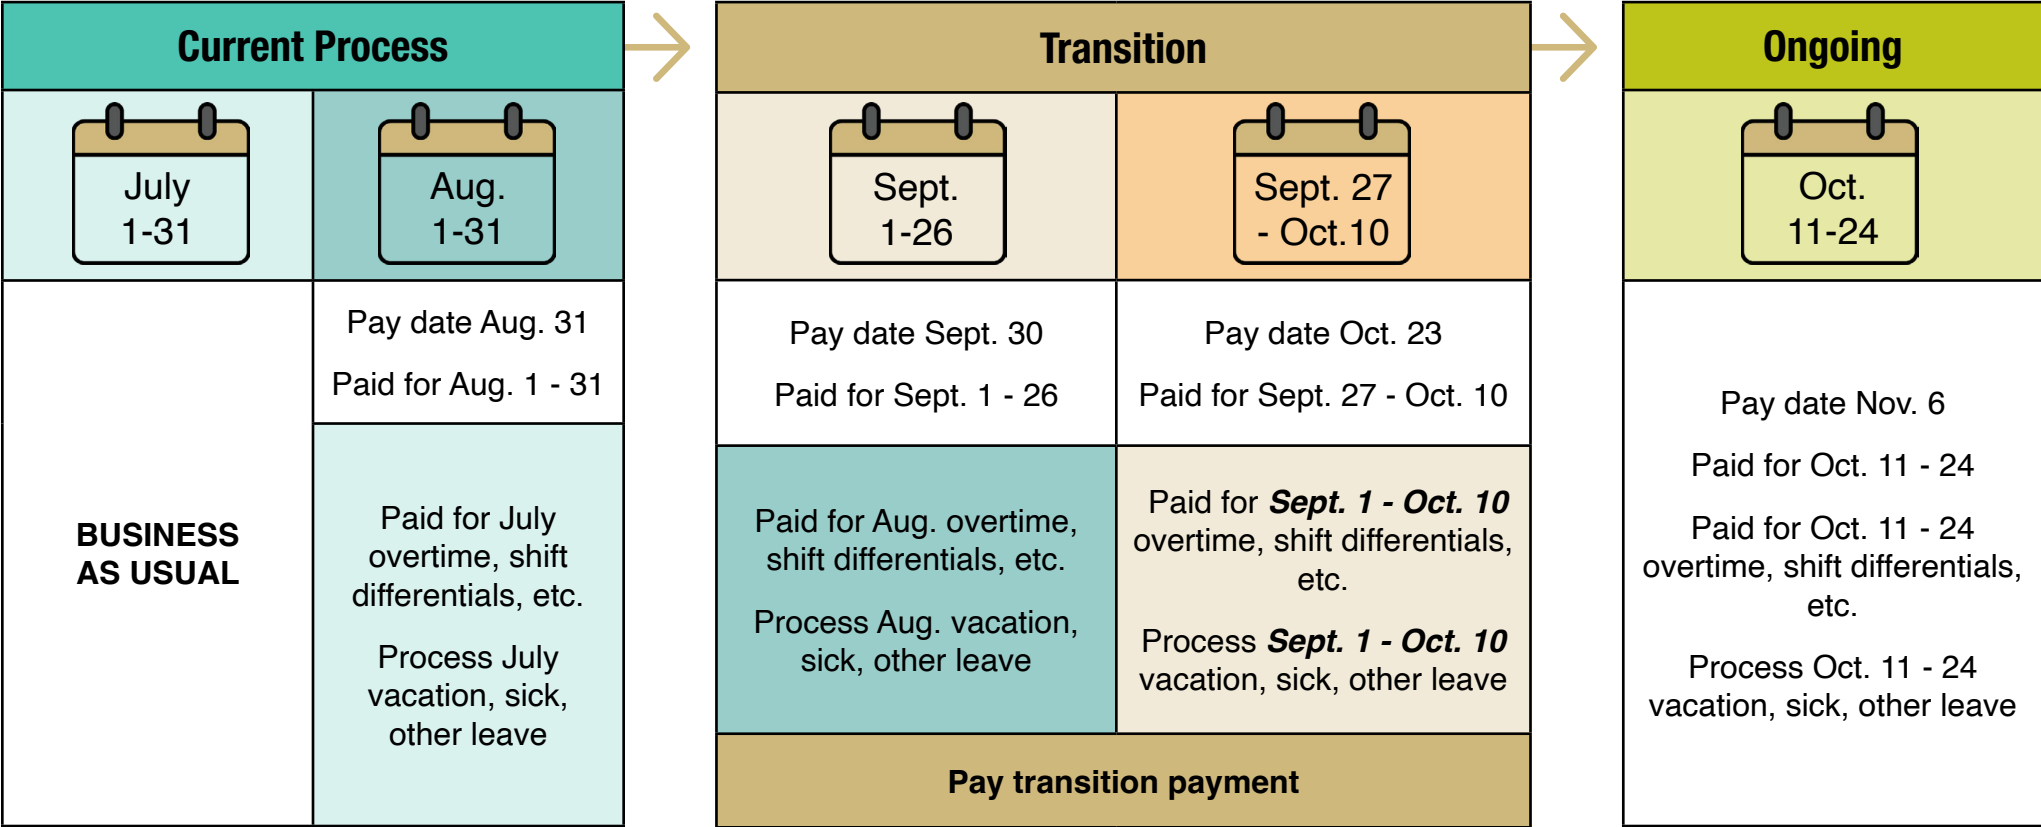 Current Process
Transition
Ongoing
July
1-31
Aug.
1-31
Sept.
1-26
Sept. 27
- Oct.10
Oct.
11-24
BUSINESS
AS USUAL
Pay date Aug. 31
Paid for Aug. 1 - 31
Paid for July
overtime, shift
differentials, etc.
Process July
vacation, sick,
other leave
Pay date Sept. 30
Paid for Sept. 1 - 26
Paid for Aug. overtime,
shift differentials, etc.
Process Aug. vacation,
sick, other leave
Pay date Oct. 23
Paid for Sept. 27 - Oct. 10
Paid for Sept. 1 - Oct. 10
overtime, shift differentials,
etc.
Process Sept. 1 - Oct. 10
vacation, sick, other leave
Pay transition payment
Pay date Nov. 6
Paid for Oct. 11 - 24
Paid for Oct. 11 - 24
overtime, shift differentials,
etc.
Process Oct. 11 - 24
vacation, sick, other leave